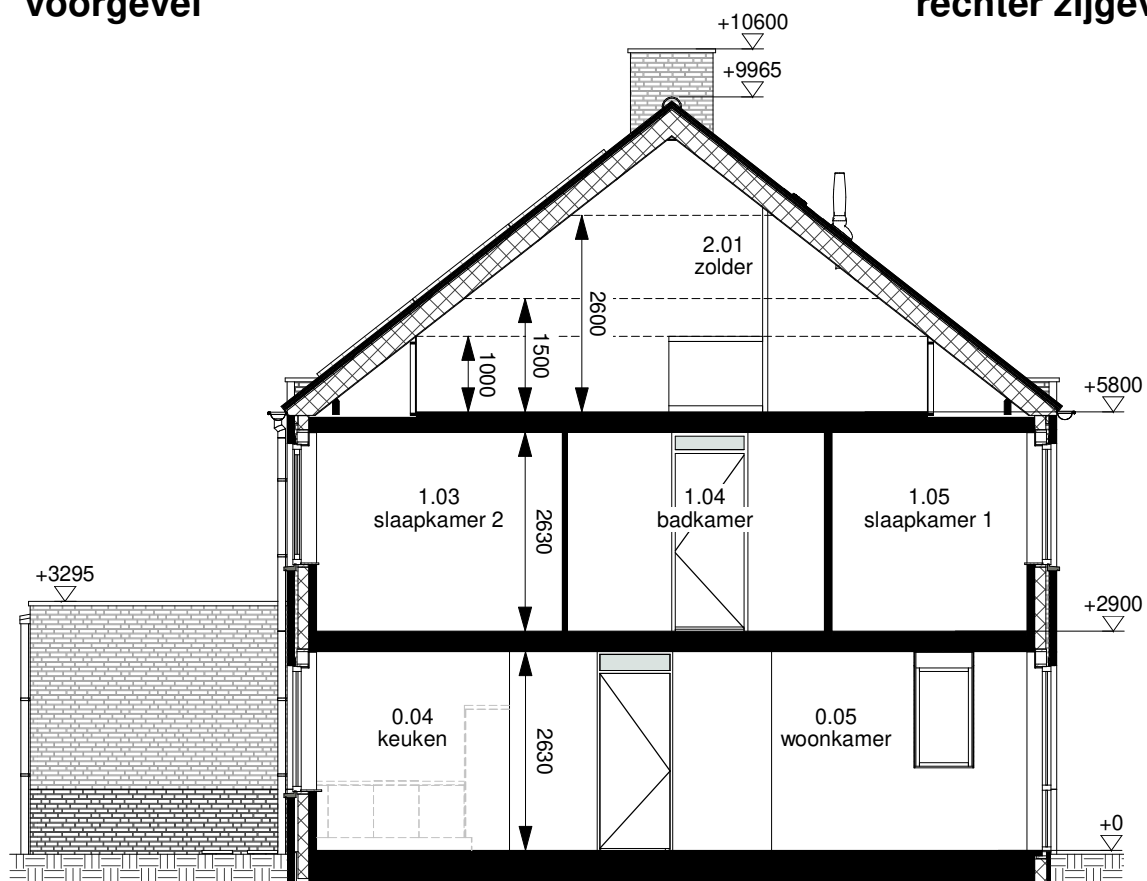 voorgevel
rechter zijgev
+10600
+9965
2.01
zolder
2600
1500
1000
+5800
1.03
slaapkamer 2
2630
1.04
badkamer
1.05
slaapkamer 1
+3295
+2900
0.04
keuken
2630
0.05
woonkamer
+0